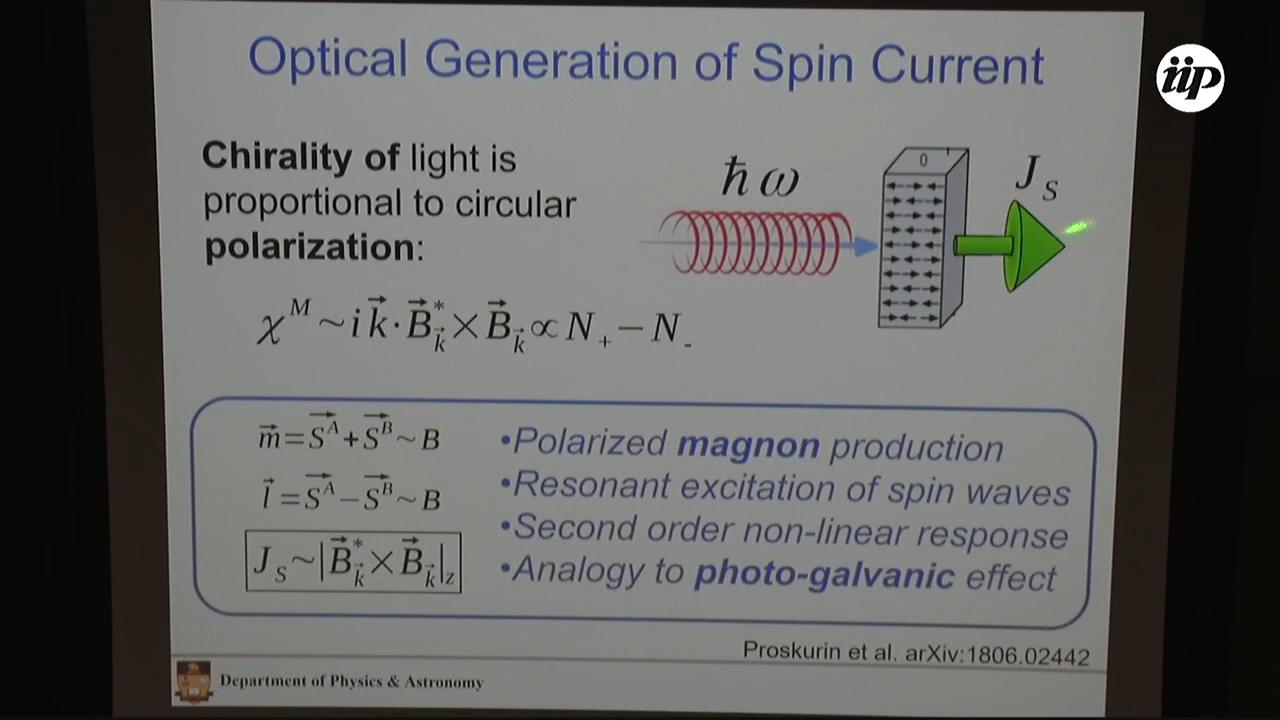 iip
Optical Generation of Spin Current
Chirality of light is
proportional to circular
polarization:
ħω
0
J_S
χ^M ~ i k⃗ · B⃗*_k⃗ × B⃗_k⃗ ∝ N_+ − N_-
m⃗ = S^A⃗ + S^B⃗ ~ B
l⃗ = S^A⃗ − S^B⃗ ~ B
J_S ~ |B⃗*_k⃗ × B⃗_k⃗|_z
•Polarized magnon production
•Resonant excitation of spin waves
•Second order non-linear response
•Analogy to photo-galvanic effect
Proskurin et al. arXiv:1806.02442
Department of Physics & Astronomy